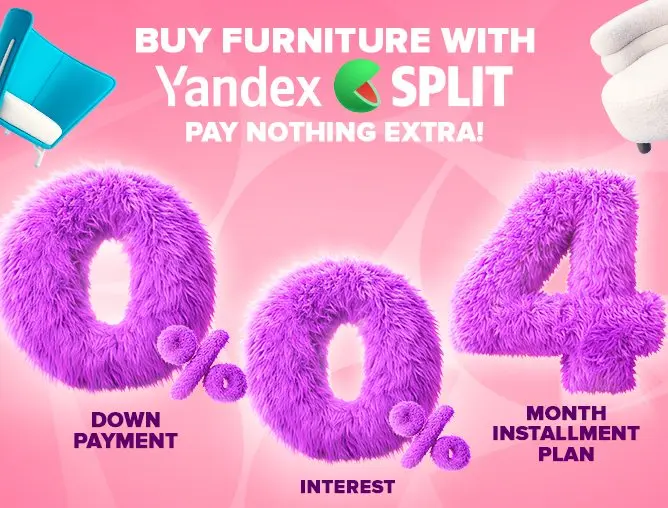 BUY FURNITURE WITH
Yandex SPLIT
PAY NOTHING EXTRA!
0%
DOWN
PAYMENT
0%
INTEREST
4
MONTH
INSTALLMENT
PLAN